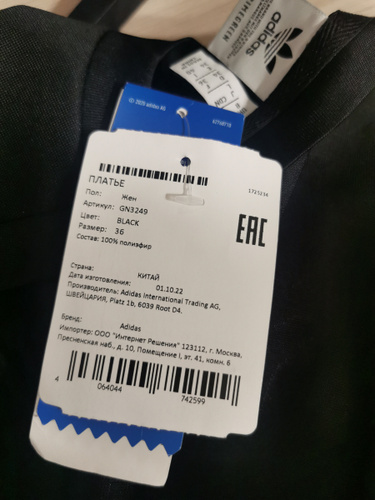 adidas
PRIMEGREEN
© 2020 adidas AG
1725234
ПЛАТЬЕ
Пол: Жен
Артикул: GN3249
Цвет: BLACK
Размер: 36
Состав: 100% полиэфир
EAC
Страна: КИТАЙ
Дата изготовления: 01.10.22
Производитель: Adidas International Trading AG,
ШВЕЙЦАРИЯ, Platz 1b, 6039 Root D4.
Бренд: Adidas
Импортер: ООО "Интернет Решения" 123112, г. Москва,
Пресненская наб., д. 10, Помещение I, эт. 41, комн. 6
4 064044 742599